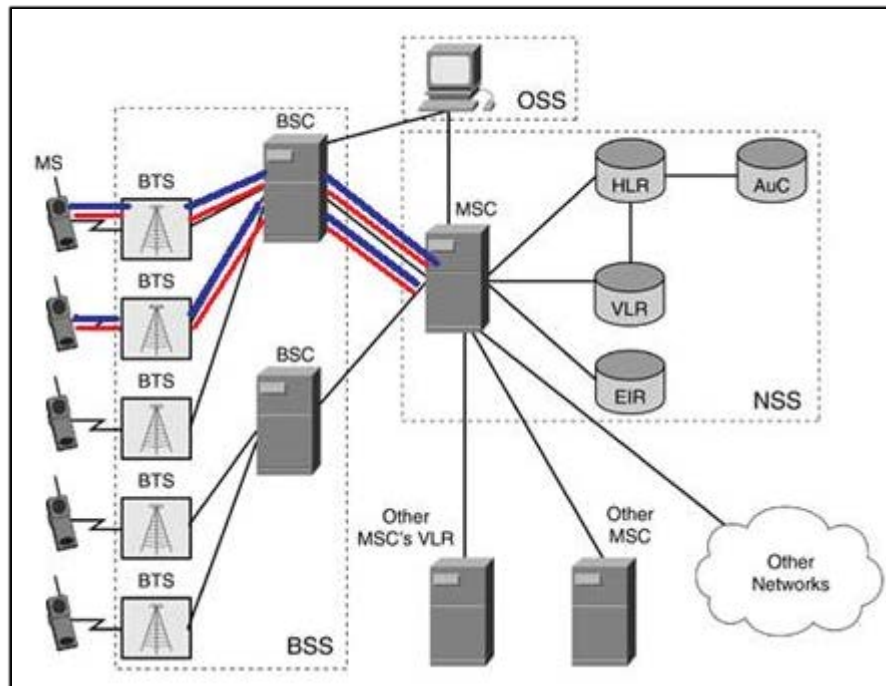 OSS
BSC
MS
BTS
HLR
AuC
MSC
BTS
VLR
BSC
BTS
EIR
NSS
BTS
Other
MSC's VLR
Other
MSC
Other
Networks
BTS
BSS